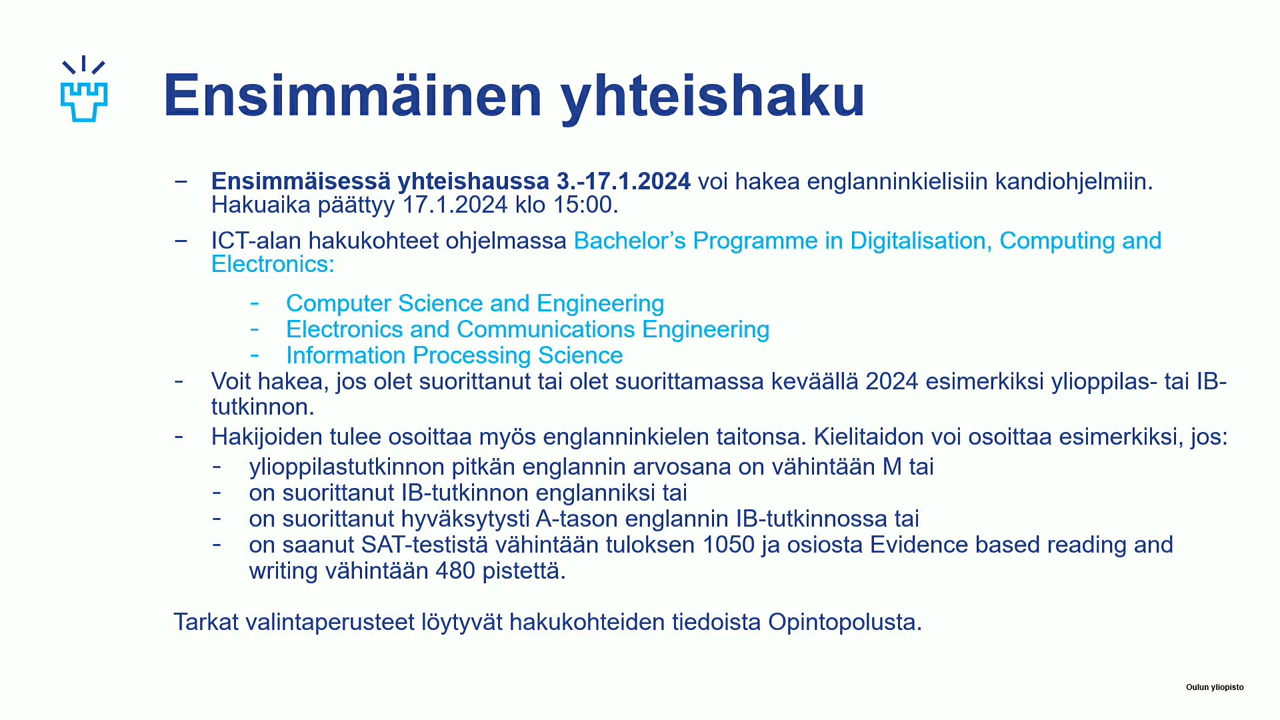 Ensimmäinen yhteishaku
– Ensimmäisessä yhteishaussa 3.-17.1.2024 voi hakea englanninkielisiin kandiohjelmiin.
Hakuaika päättyy 17.1.2024 klo 15:00.
– ICT-alan hakukohteet ohjelmassa Bachelor’s Programme in Digitalisation, Computing and
Electronics:
- Computer Science and Engineering
- Electronics and Communications Engineering
- Information Processing Science
- Voit hakea, jos olet suorittanut tai olet suorittamassa keväällä 2024 esimerkiksi ylioppilas- tai IB-
tutkinnon.
- Hakijoiden tulee osoittaa myös englanninkielen taitonsa. Kielitaidon voi osoittaa esimerkiksi, jos:
- ylioppilastutkinnon pitkän englannin arvosana on vähintään M tai
- on suorittanut IB-tutkinnon englanniksi tai
- on suorittanut hyväksytysti A-tason englannin IB-tutkinnossa tai
- on saanut SAT-testistä vähintään tuloksen 1050 ja osiosta Evidence based reading and
writing vähintään 480 pistettä.
Tarkat valintaperusteet löytyvät hakukohteiden tiedoista Opintopolusta.
Oulun yliopisto